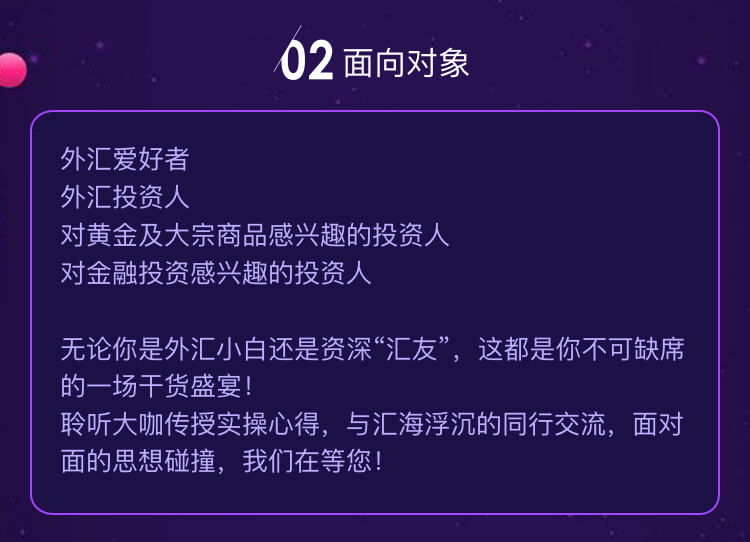 02 面向对象
外汇爱好者
外汇投资人
对黄金及大宗商品感兴趣的投资人
对金融投资感兴趣的投资人
无论你是外汇小白还是资深“汇友”，这都是你不可缺席
的一场干货盛宴！
聆听大咖传授实操心得，与汇海浮沉的同行交流，面对
面的思想碰撞，我们在等您！